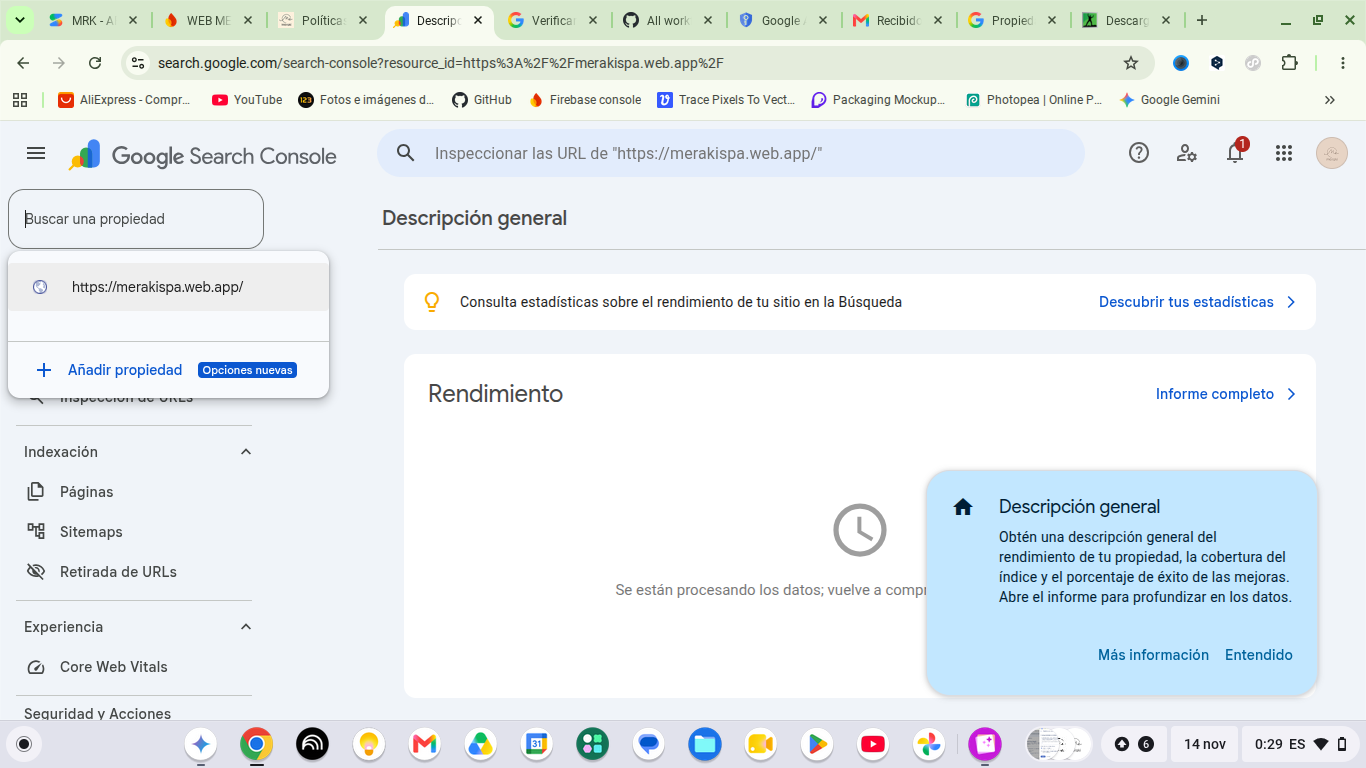 MRK - A
WEB ME
Política
Descripc
Verifica
All work
Google A
Recibido
Propied
Descarg
search.google.com/search-console?resource_id=https%3A%2F%2Fmerakispa.web.app%2F
AliExpress - Compr...
YouTube
Fotos e imágenes d...
GitHub
Firebase console
Trace Pixels To Vect...
Packaging Mockup...
Photopea | Online P...
Google Gemini
Google Search Console
Inspeccionar las URL de "https://merakispa.web.app/"
1
Buscar una propiedad
https://merakispa.web.app/
Añadir propiedad
Opciones nuevas
Inspección de URLs
Indexación
Páginas
Sitemaps
Retirada de URLs
Experiencia
Core Web Vitals
Seguridad y Acciones
Descripción general
Consulta estadísticas sobre el rendimiento de tu sitio en la Búsqueda
Descubrir tus estadísticas
Rendimiento
Informe completo
Se están procesando los datos; vuelve a compr
Descripción general
Obtén una descripción general del
rendimiento de tu propiedad, la cobertura del
índice y el porcentaje de éxito de las mejoras.
Abre el informe para profundizar en los datos.
Más información
Entendido
6
14 nov
0:29 ES